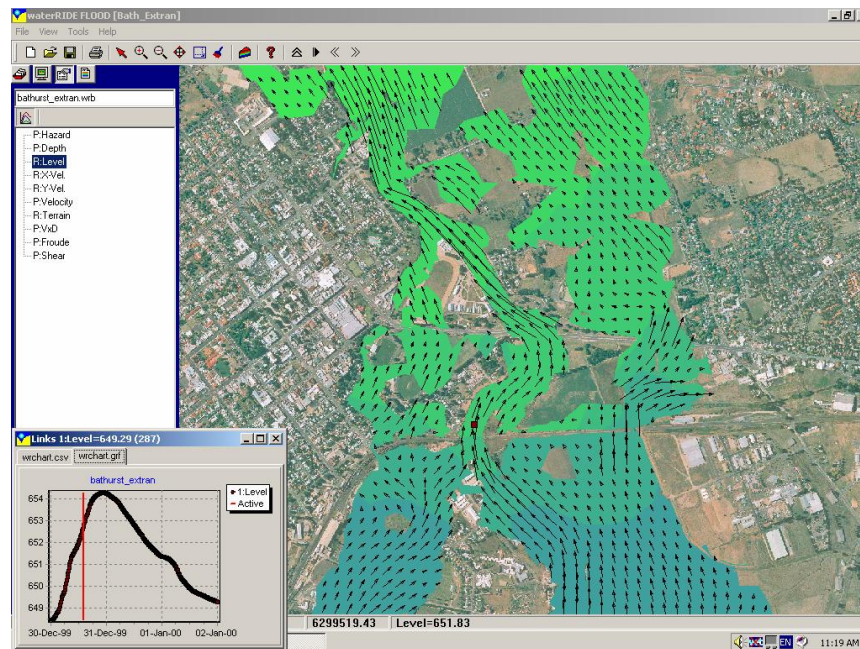 waterRIDE FLOOD [Bath_Extran]
File View Tools Help
bathurst_extran.wrb
P:Hazard
P:Depth
R:Level
R:X-Vel.
R:Y-Vel.
P:Velocity
R:Terrain
P:VxD
P:Froude
P:Shear
Links 1:Level=649.29 (287)
wrchart.csv wrchart.grf
bathurst_extran
1:Level
Active
654
653
652
651
650
649
30-Dec-99 31-Dec-99 01-Jan-00 02-Jan-00
6299519.43 Level=651.83
EN 11:19 AM